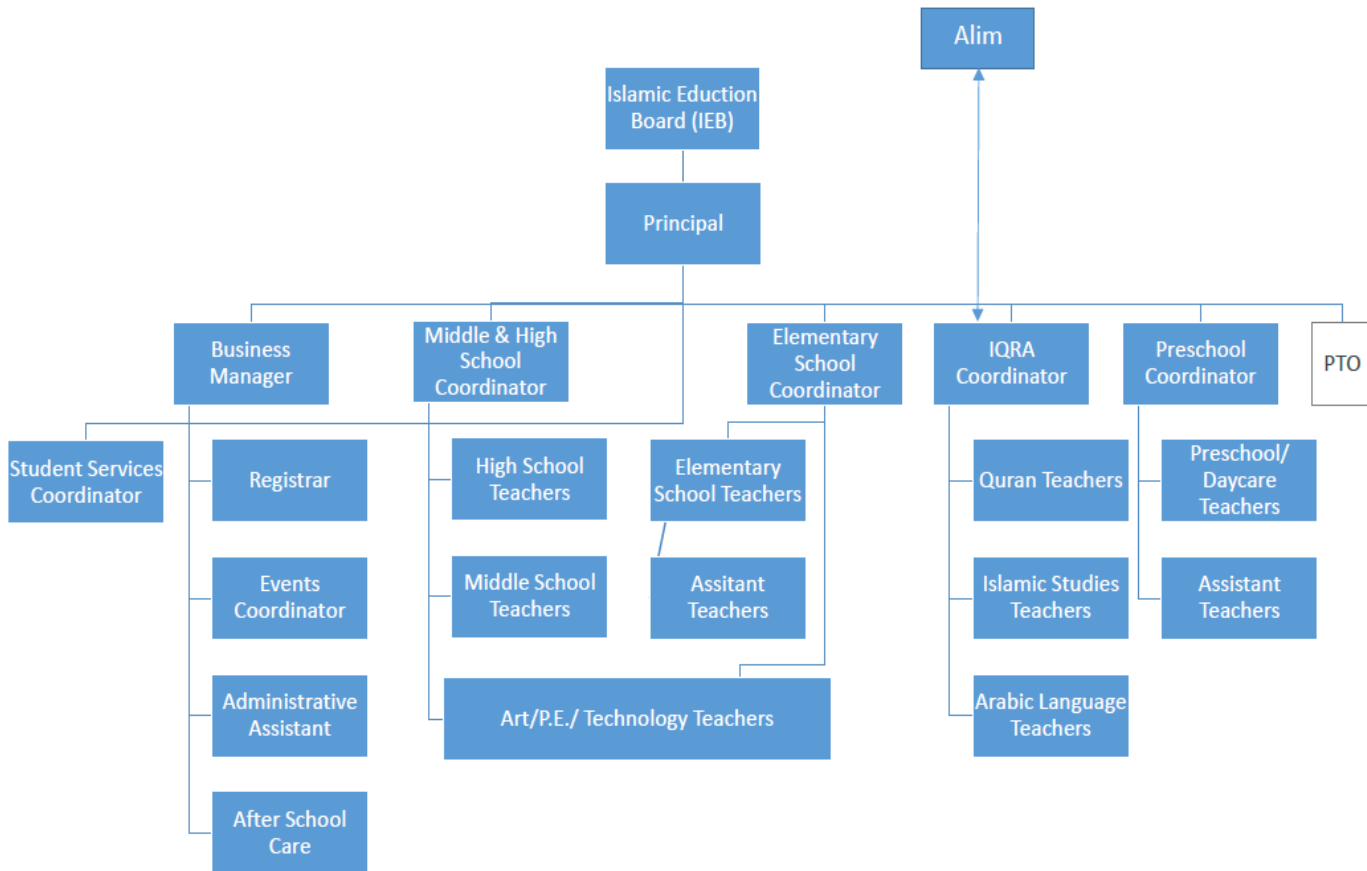 Alim
Islamic Eduction
Board (IEB)
Principal
Business
Manager
Middle & High
School
Coordinator
Elementary
School
Coordinator
IQRA
Coordinator
Preschool
Coordinator
PTO
Student Services
Coordinator
Registrar
High School
Teachers
Elementary
School Teachers
Quran Teachers
Preschool/
Daycare
Teachers
Events
Coordinator
Middle School
Teachers
Assitant
Teachers
Islamic Studies
Teachers
Assistant
Teachers
Administrative
Assistant
Art/P.E./ Technology Teachers
Arabic Language
Teachers
After School
Care